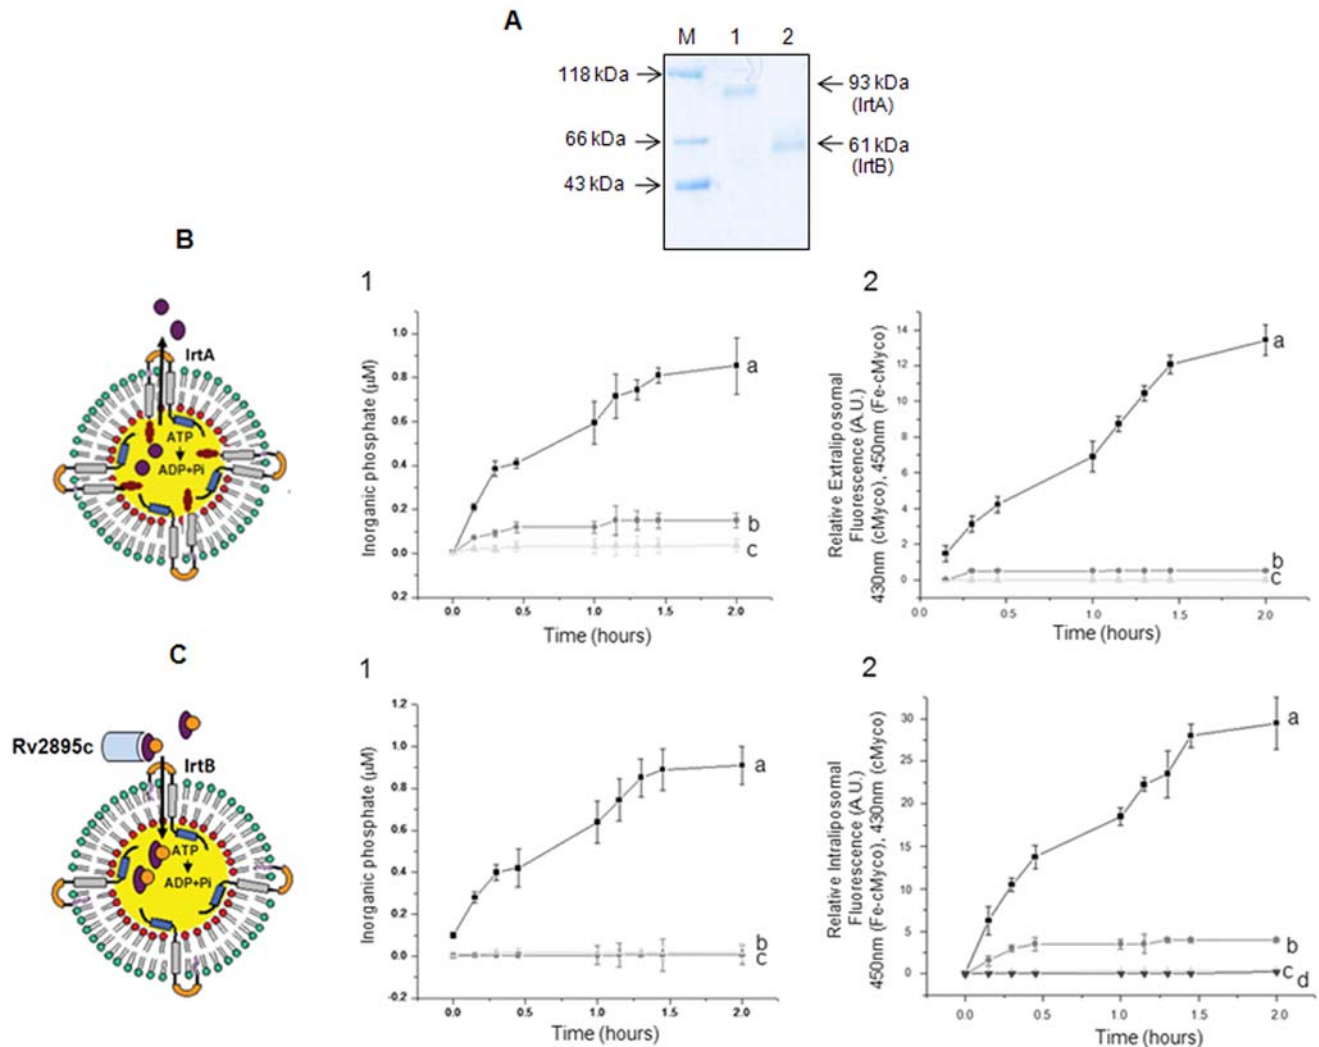 A
M 1 2
118 kDa
93 kDa
(IrtA)
66 kDa
61 kDa
(IrtB)
43 kDa
B
IrtA
ATP
ADP+Pi
1
Inorganic phosphate (µM)
1.0
0.8
0.6
0.4
0.2
0.0
0.2
a
b
c
0.0 0.5 1.0 1.5 2.0
Time (hours)
2
Relative Extraliposomal
Fluorescence (A.U.)
430nm (cMyco), 450nm (Fe-cMyco)
14
12
10
8
6
4
2
0
a
b
c
0.0 0.5 1.0 1.5 2.0
Time (hours)
C
Rv2895c
IrtB
ATP
ADP+Pi
1
Inorganic phosphate (µM)
1.2
1.0
0.8
0.6
0.4
0.2
0.0
-0.2
a
b
c
0.0 0.5 1.0 1.5 2.0
Time (hours)
2
Relative Intraliposomal
Fluorescence (A.U.)
450nm (Fe-cMyco), 430nm (cMyco)
30
25
20
15
10
5
0
a
b
c d
0.0 0.5 1.0 1.5 2.0
Time (hours)